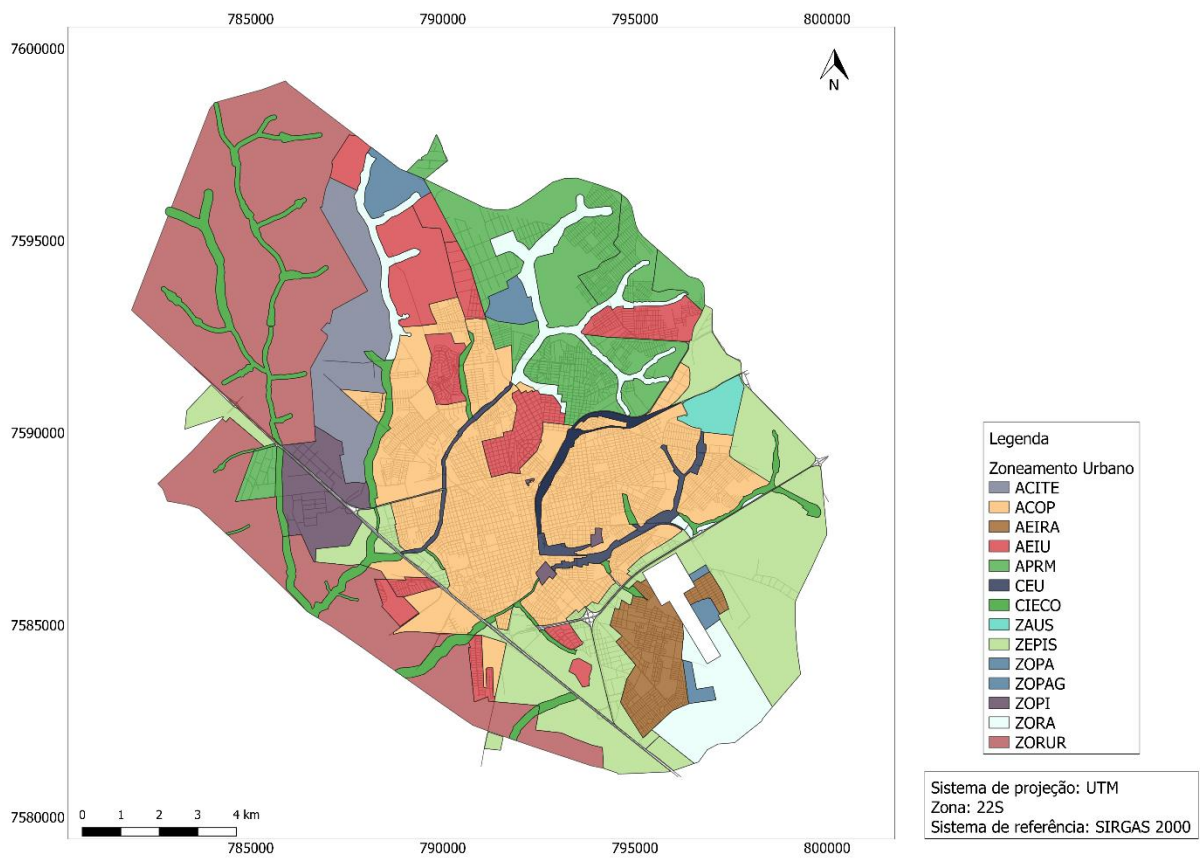 785000 790000 795000 800000
7600000
N
7595000
7590000
7585000
7580000
0 1 2 3 4 km
785000 790000 795000 800000
Legenda
Zoneamento Urbano
ACITE
ACOP
AEIRA
AEIU
APRM
CEU
CIECO
ZAUS
ZEPIS
ZOPA
ZOPAG
ZOPI
ZORA
ZORUR
Sistema de projeção: UTM
Zona: 22S
Sistema de referência: SIRGAS 2000